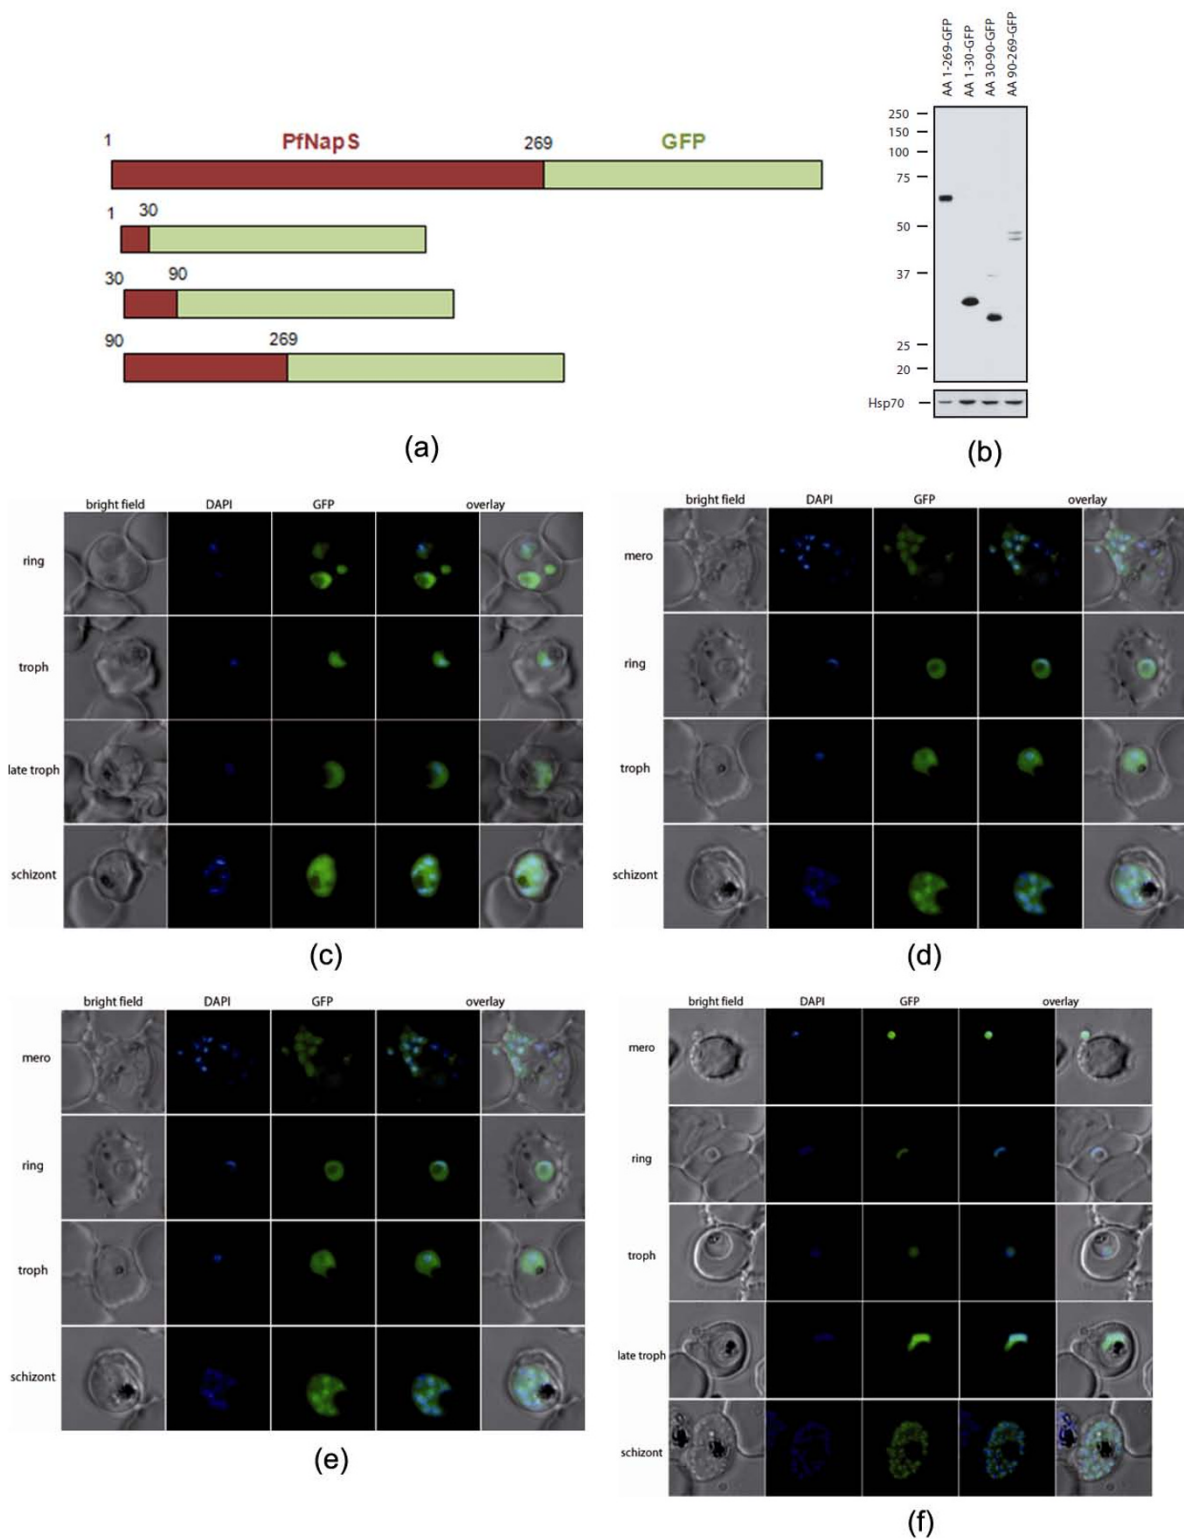 1 PfNapS 269 GFP
1 30
30 90
90 269
(a)
AA 1-269-GFP
AA 1-30-GFP
AA 30-90-GFP
AA 90-269-GFP
250
150
100
75
50
37
25
20
Hsp70
(b)
bright field DAPI GFP overlay
ring
troph
late troph
schizont
(c)
bright field DAPI GFP overlay
mero
ring
troph
schizont
(d)
bright field DAPI GFP overlay
mero
ring
troph
schizont
(e)
bright field DAPI GFP overlay
mero
ring
troph
late troph
schizont
(f)